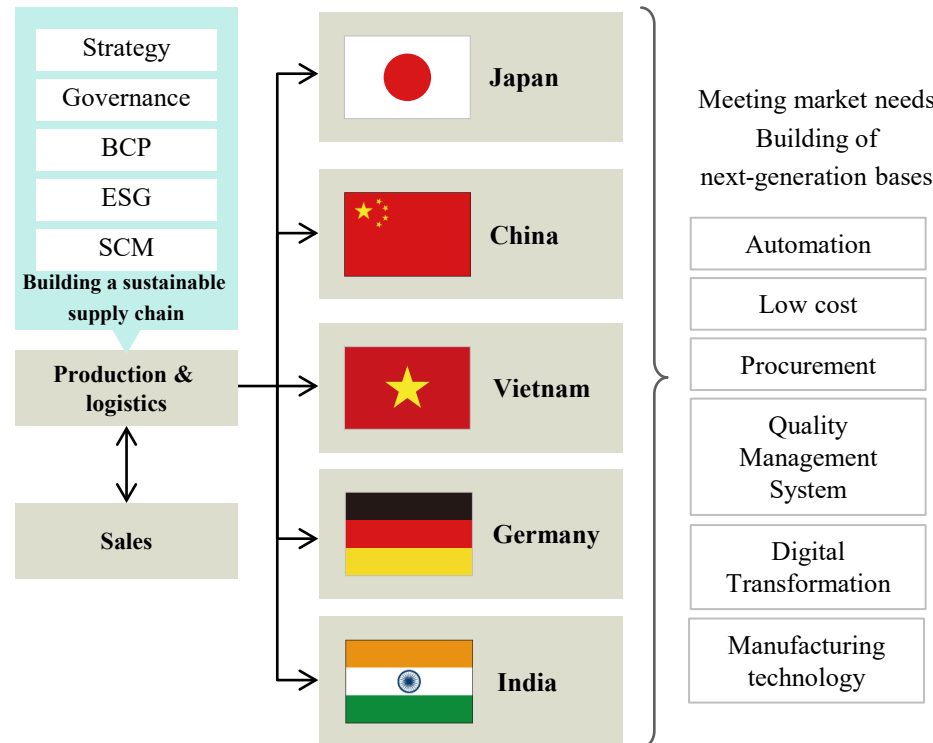 Strategy
Governance
BCP
ESG
SCM
Building a sustainable
supply chain
Production &
logistics
Sales
Japan
China
Vietnam
Germany
India
Meeting market needs
Building of
next-generation bases
Automation
Low cost
Procurement
Quality
Management
System
Digital
Transformation
Manufacturing
technology